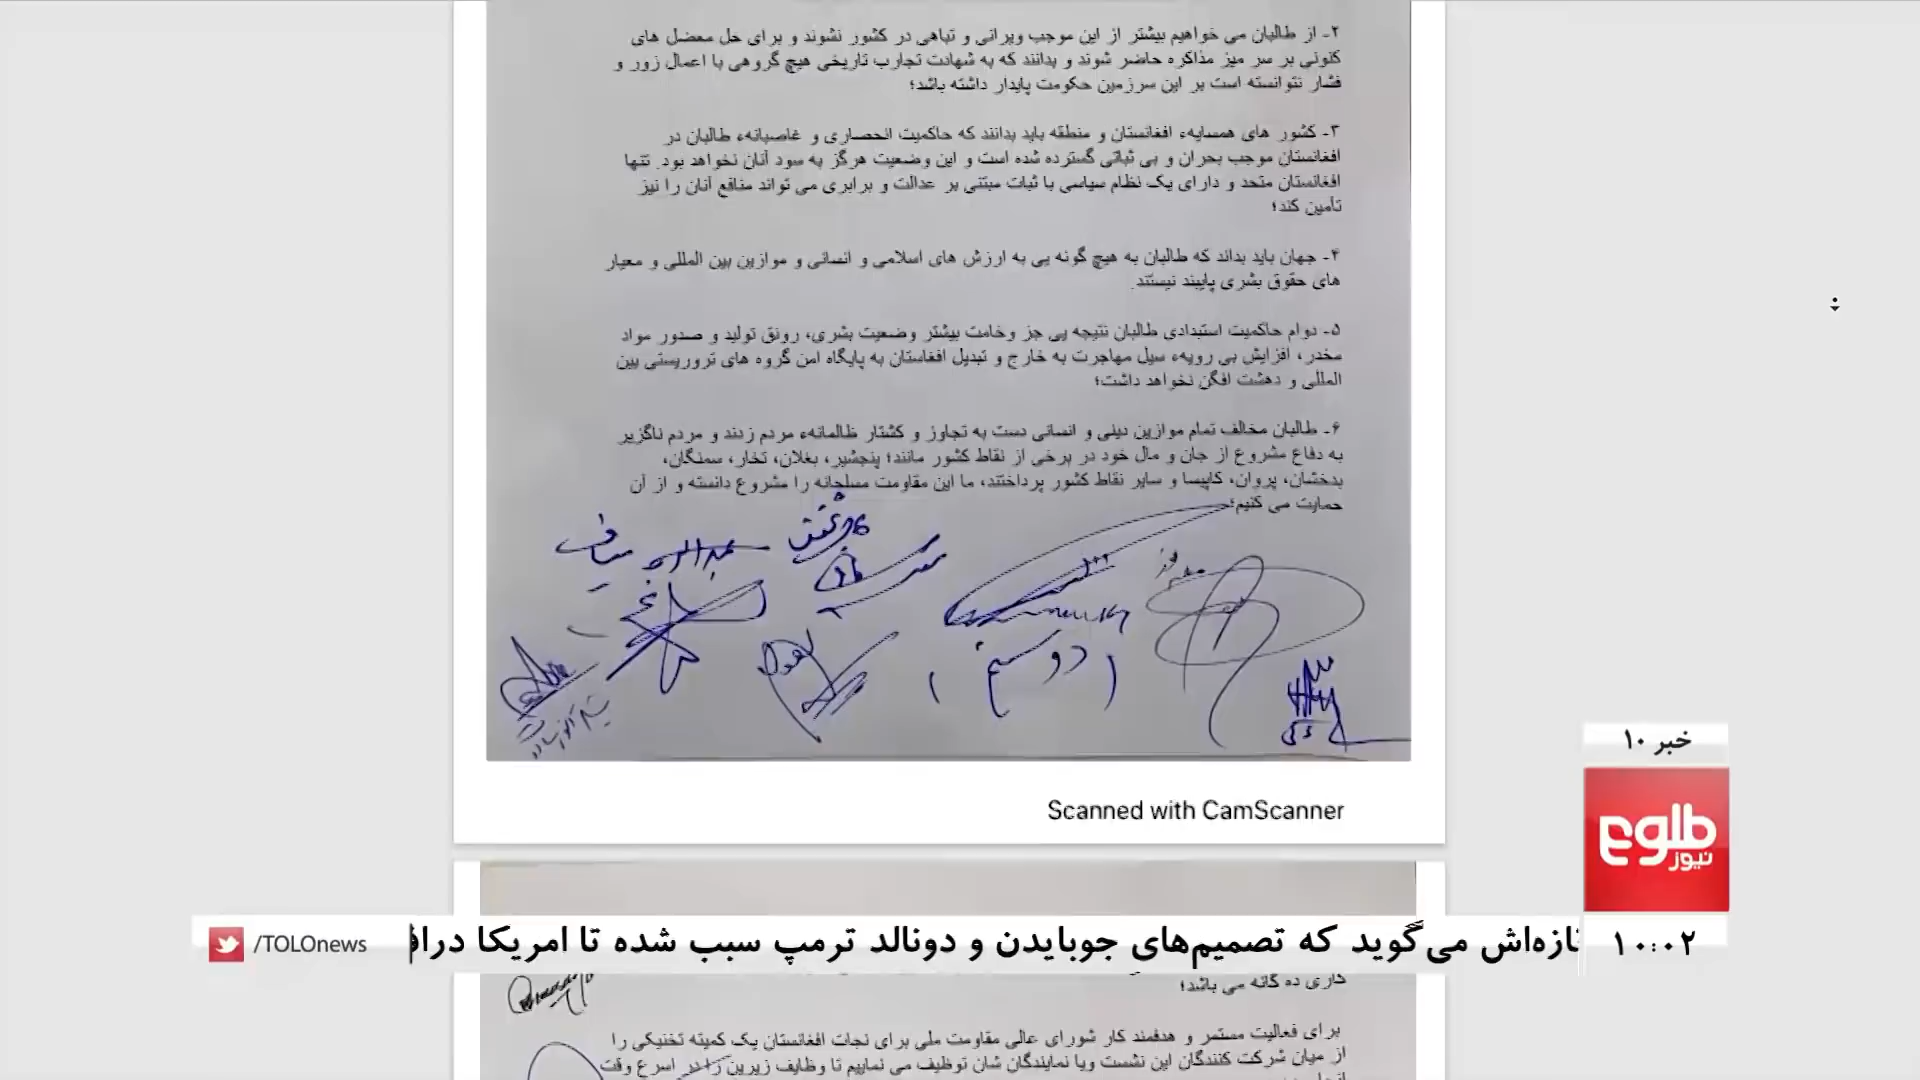 ۲- از طالبان می خواهیم بیشتر از این موجب ویرانی و تباهی در کشور نشوند و برای حل معضل های
کنونی بر سر میز مذاکره حاضر شوند و بدانند که به شهادت تجارب تاریخی هیچ گروهی با اعمال زور و
فشار نتوانسته است بر این سرزمین حکومت پایدار داشته باشد؛
۳- کشور های همسایهء افغانستان و منطقه باید بدانند که حاکمیت انحصاری و غاصبانهء طالبان در
افغانستان موجب بحران و بی ثباتی گسترده شده است و این وضعیت هرگز به سود آنان نخواهد بود. تنها
افغانستان متحد و دارای یک نظام سیاسی با ثبات مبتنی بر عدالت و برابری می تواند منافع آنان را نیز
تأمین کند؛
۴- جهان باید بداند که طالبان به هیچ گونه یی به ارزش های اسلامی و انسانی و موازین بین المللی و معیار
های حقوق بشری پایبند نیستند.
۵- دوام حاکمیت استبدادی طالبان نتیجه یی جز وخامت بیشتر وضعیت بشری، رونق تولید و صدور مواد
مخدر، افزایش بی رویهء سیل مهاجرت به خارج و تبدیل افغاستان به پایگاه امن گروه های تروریستی بین
المللی و دهشت افگن نخواهد داشت؛
۶- طالبان مخالف تمام موازین دینی و انسانی دست به تجاوز و کشتار ظالمانهء مردم زدند و مردم ناگزیر
به دفاع مشروع از جان و مال خود در برخی از نقاط کشور مانند؛ پنجشیر، بغلان، تخار، سمنگان،
بدخشان، پروان، کاپیسا و سایر نقاط کشور پرداختند، ما این مقاومت مسلحانه را مشروع دانسته و از آن
حمایت می کنیم؛
سیاف
(دوستم)
Scanned with CamScanner
خبر ۱۰
طلوع
نیوز
/TOLOnews
تازه‌اش می‌گوید که تصمیم‌های جوبایدن و دونالد ترمپ سبب شده تا امریکا دراف
۱۰:۰۲
کاری ده گانه می باشد؛
برای فعالیت مستمر و هدفمند کار شورای عالی مقاومت ملی برای نجات افغانستان یک کمیته تخنیکی را
از میان شرکت کنندگان این نشست ویا نمایندگان شان توظیف می نماییم تا وظایف زیرین را در اسرع وقت